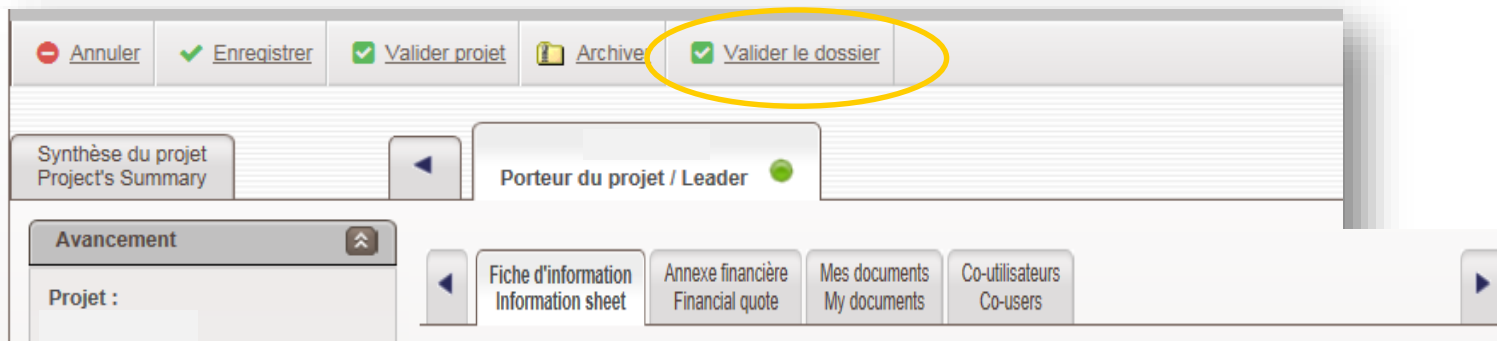 Annuler Enregistrer Valider projet Archiver Valider le dossier
Synthèse du projet
Project's Summary
Porteur du projet / Leader
Avancement
Fiche d'information Annexe financière Mes documents Co-utilisateurs
Information sheet Financial quote My documents Co-users
Projet :